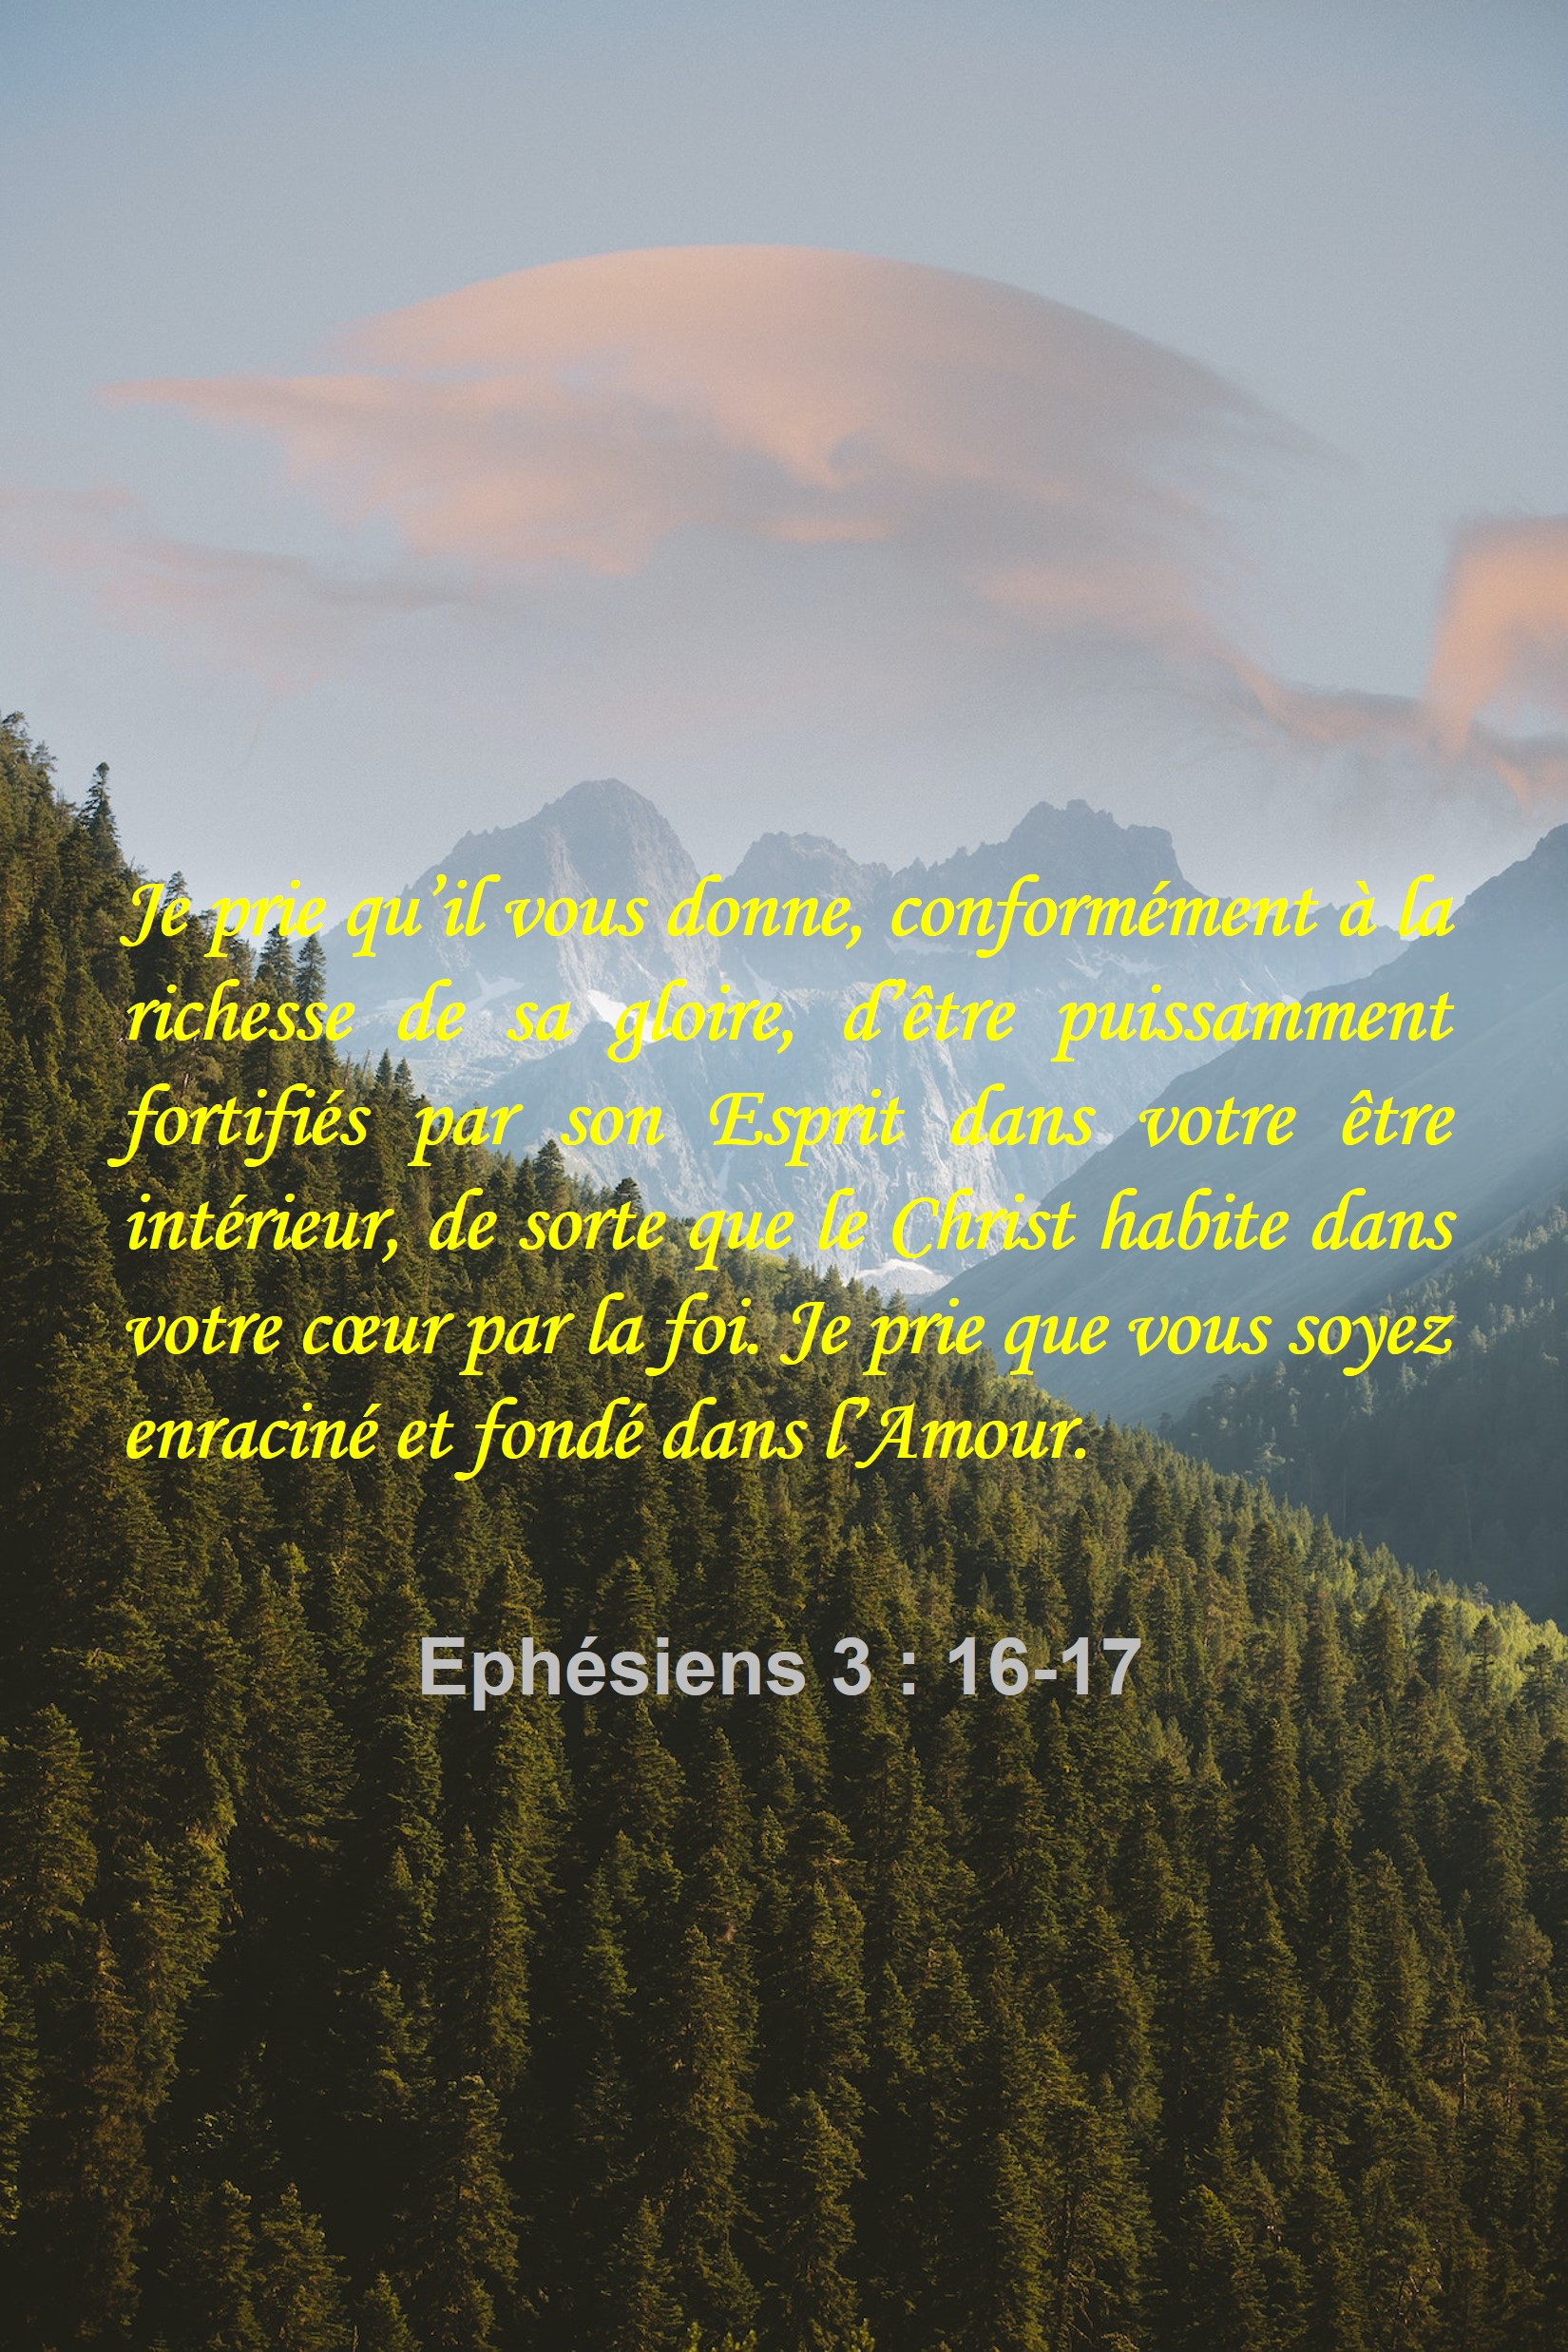 Je prie qu’il vous donne, conformément à la
richesse de sa gloire, d’être puissamment
fortifiés par son Esprit dans votre être
intérieur, de sorte que le Christ habite dans
votre cœur par la foi. Je prie que vous soyez
enraciné et fondé dans l’Amour.
Ephésiens 3 : 16-17